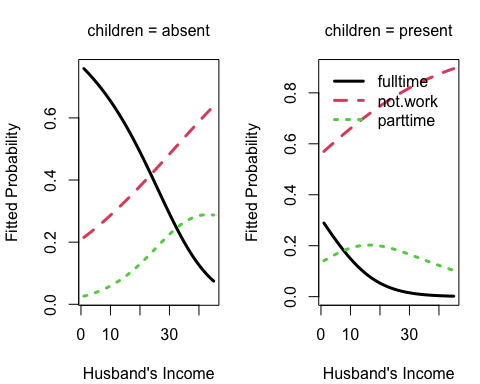 children = absent
Fitted Probability
0.0 0.2 0.4 0.6
0 10 30
Husband's Income
children = present
fulltime
not.work
parttime
Fitted Probability
0.0 0.2 0.4 0.6 0.8
0 10 30
Husband's Income